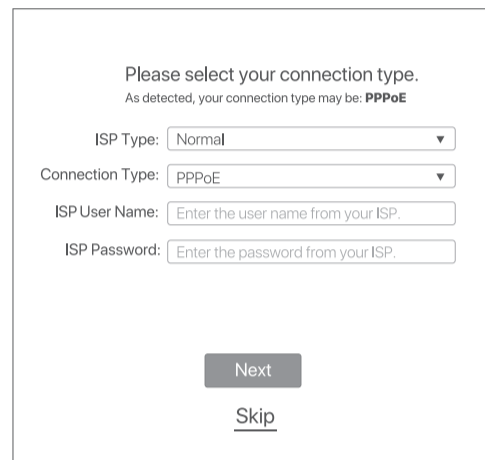 Please select your connection type.
As detected, your connection type may be: PPPoE
ISP Type: Normal ▼
Connection Type: PPPoE ▼
ISP User Name: Enter the user name from your ISP.
ISP Password: Enter the password from your ISP.
Next
Skip